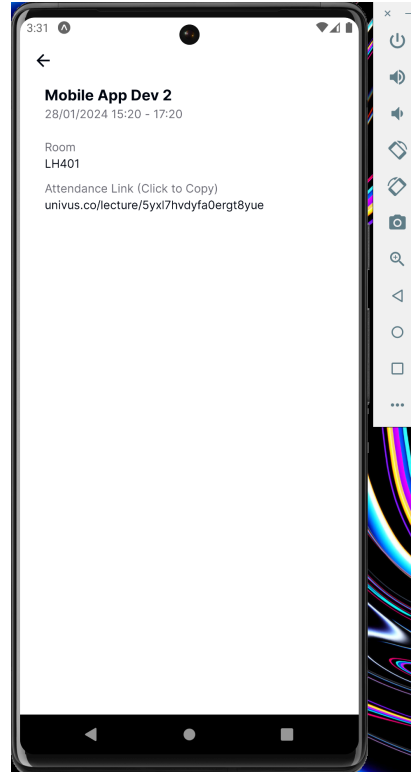 3:31
Mobile App Dev 2
28/01/2024 15:20 - 17:20
Room
LH401
Attendance Link (Click to Copy)
univus.co/lecture/5yxl7hvdyfa0ergt8yue